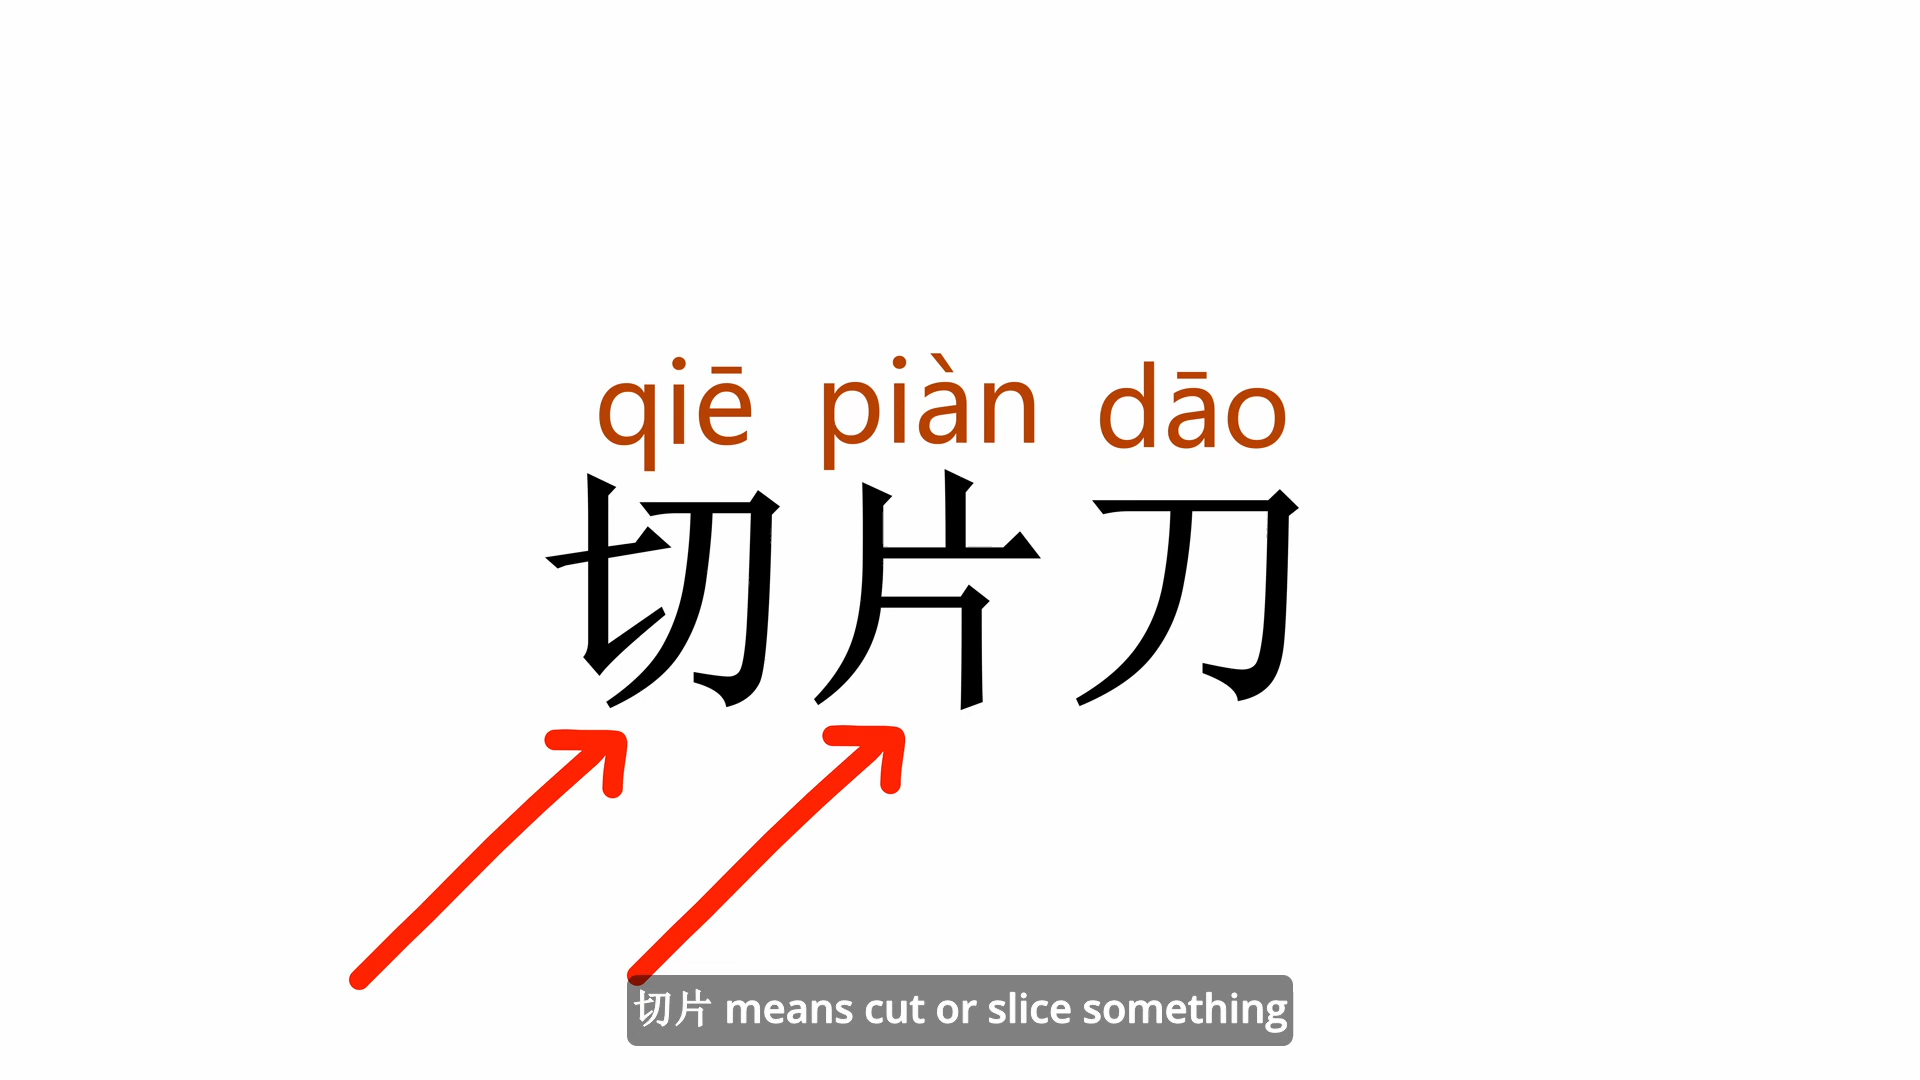 qiē piàn dāo
切片刀
切片 means cut or slice something